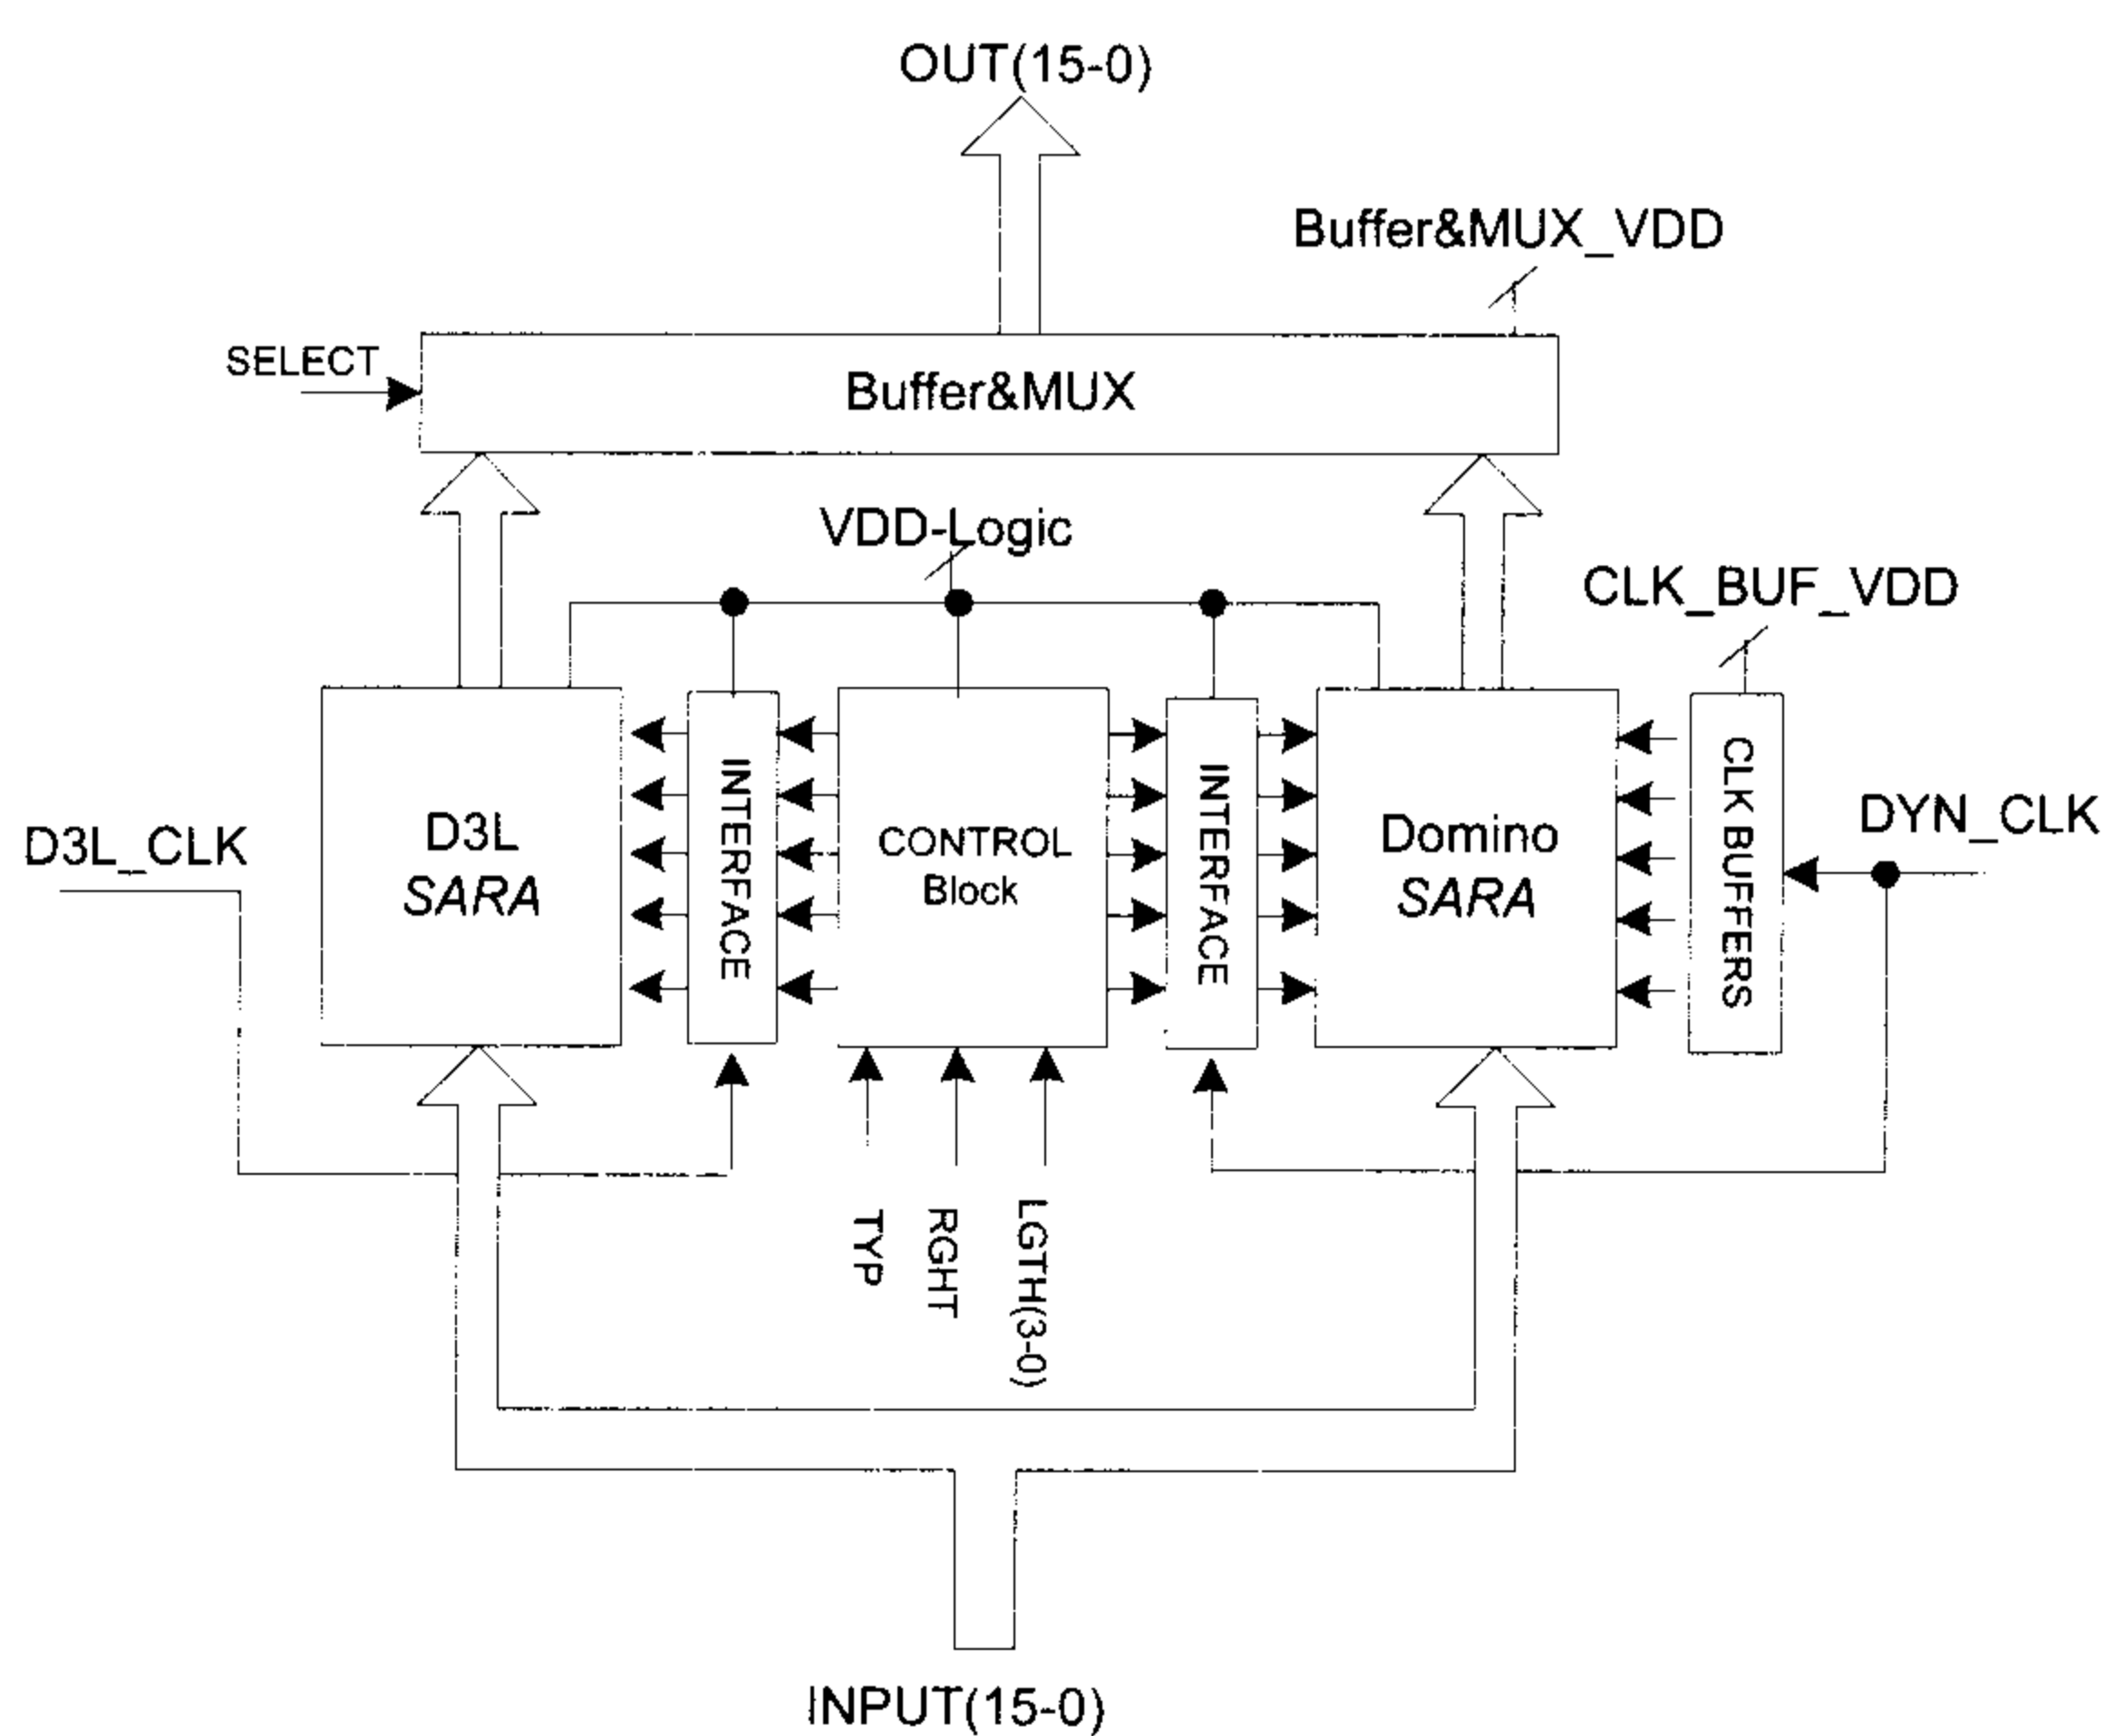 OUT(15-0)
Buffer&MUX_VDD
SELECT
Buffer&MUX
VDD-Logic
CLK_BUF_VDD
D3L_CLK
D3L
SARA
INTERFACE
CONTROL
Block
INTERFACE
Domino
SARA
CLK BUFFERS
DYN_CLK
TYP
RGHT
LGTH(3-0)
INPUT(15-0)